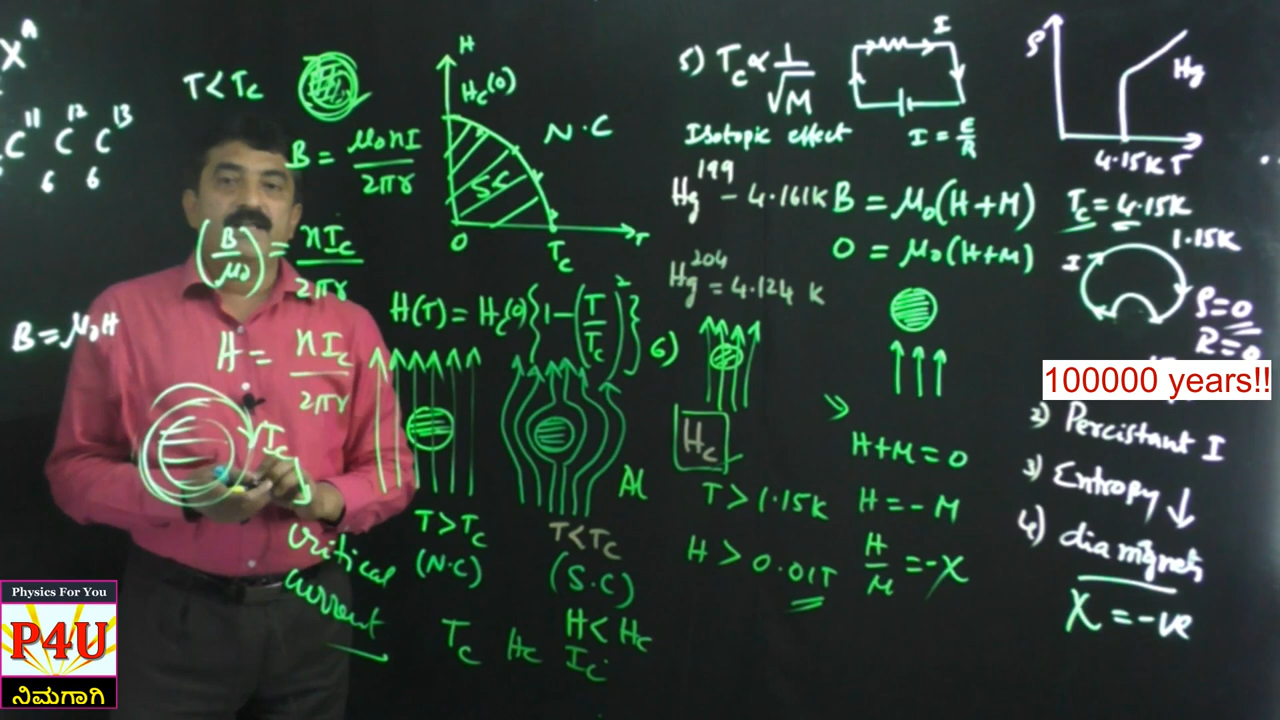 X^A
C^11 C^12 C^13
6 6
T < Tc
B = μ₀nI / 2πr
(B/μ₀) = nIc / 2πr
B = μ₀H
H = nIc / 2πr
Ic
critical
current
H
Hc(0)
N.C
SC
0 Tc T
H(T) = Hc(0){1-(T/Tc)²}
T > Tc
(N.C)
T < Tc
(S.C)
Al
H < Hc
Tc Hc Ic
5) Tc ∝ 1/√M
Isotopic effect
Hg^199 - 4.161K
Hg^204 = 4.124 K
6)
Hc
T > 1.15K
H > 0.01T
I
I = E/R
B = μ₀(H+M)
0 = μ₀(H+M)
H+M = 0
H = -M
H/M = -X
ρ
Hg
4.15K T
Tc = 4.15K
1.15K
I
ρ = 0
R = 0
100000 years!!
2) Percistant I
3) Entropy ↓
4) diamagnets
X = -ve
Physics For You
P4U
ನಿಮಗಾಗಿ